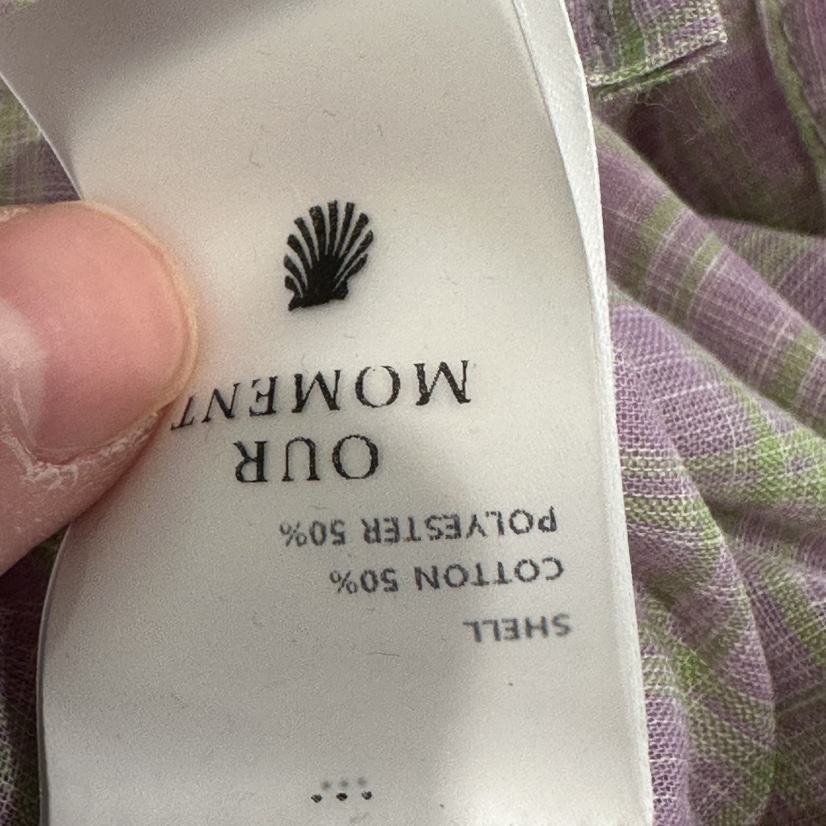 SHELL
COTTON 50%
POLYESTER 50%
OUR
MOMENT